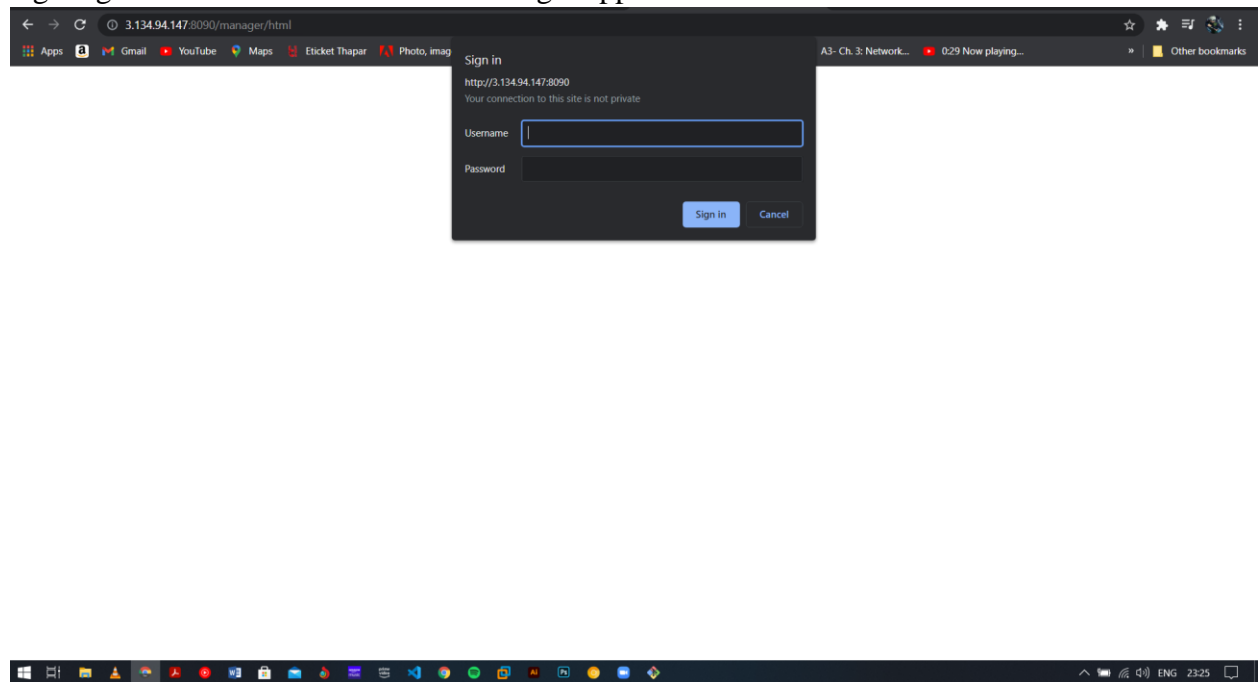 3.134.94.147:8090/manager/html
Apps Gmail YouTube Maps Eticket Thapar Photo, imag A3- Ch. 3: Network... 0:29 Now playing... » Other bookmarks
Sign in
http://3.134.94.147:8090
Your connection to this site is not private
Username
Password
Sign in Cancel
ENG 23:25